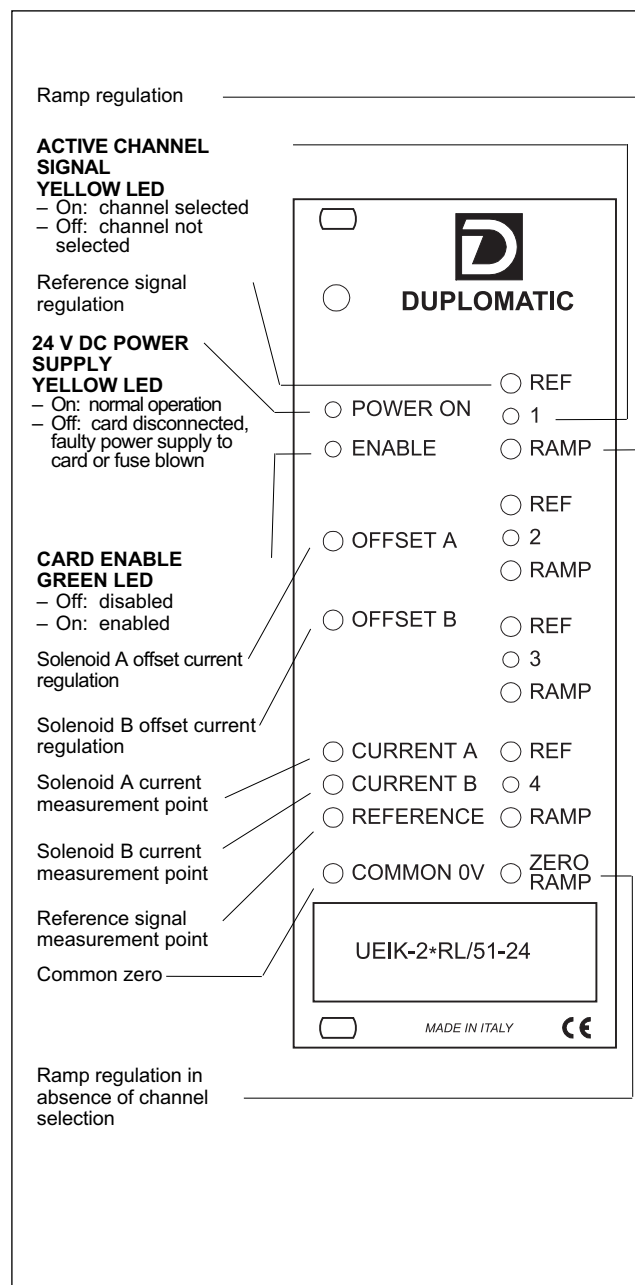 Ramp regulation
ACTIVE CHANNEL
SIGNAL
YELLOW LED
– On: channel selected
– Off: channel not
selected
Reference signal
regulation
24 V DC POWER
SUPPLY
YELLOW LED
– On: normal operation
– Off: card disconnected,
faulty power supply to
card or fuse blown
CARD ENABLE
GREEN LED
– Off: disabled
– On: enabled
Solenoid A offset current
regulation
Solenoid B offset current
regulation
Solenoid A current
measurement point
Solenoid B current
measurement point
Reference signal
measurement point
Common zero
Ramp regulation in
absence of channel
selection
D
DUPLOMATIC
POWER ON
ENABLE
OFFSET A
OFFSET B
CURRENT A
CURRENT B
REFERENCE
COMMON 0V
REF
1
RAMP
REF
2
RAMP
REF
3
RAMP
REF
4
RAMP
ZERO
RAMP
UEIK-2*RL/51-24
MADE IN ITALY
CE